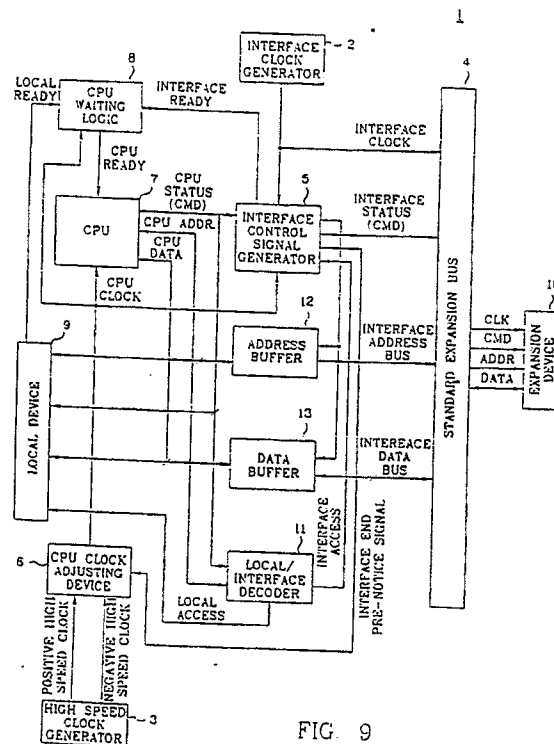 1
2
INTERFACE
CLOCK
GENERATOR
8
LOCAL
READY
CPU
WAITING
LOGIC
INTERFACE
READY
4
INTERFACE
CLOCK
CPU
READY
7
CPU
CPU
STATUS
(CMD)
CPU ADDR.
CPU
DATA
5
INTERFACE
CONTROL
SIGNAL
GENERATOR
INTERFACE
STATUS
(CMD)
CPU
CLOCK
9
LOCAL DEVICE
12
ADDRESS
BUFFER
INTERFACE
ADDRESS
BUS
STANDARD EXPANSION BUS
CLK
CMD
ADDR
DATA
10
EXPANSION
DEVICE
13
DATA
BUFFER
INTEREACE
DATA
BUS
INTERFACE
ACCESS
INTERFACE END
PRE-NOTICE SIGNAL
6
CPU CLOCK
ADJUSTING
DEVICE
11
LOCAL/
INTERFACE
DECODER
LOCAL
ACCESS
POSITIVE HIGH
SPEED CLOCK
NEGATIVE HIGH
SPEED CLOCK
HIGH SPEED
CLOCK
GENERATOR
3
FIG. 9